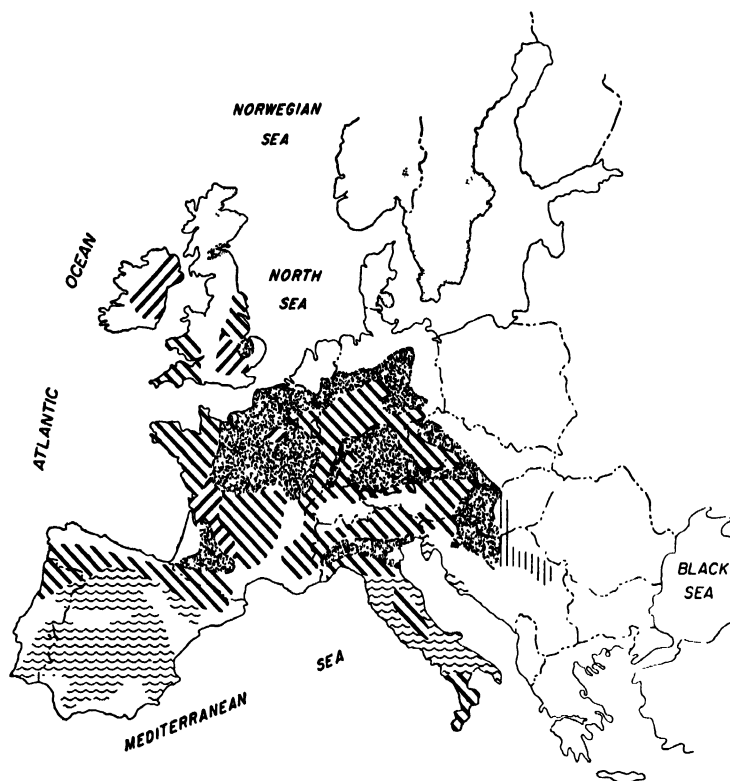 NORWEGIAN
SEA
OCEAN
NORTH
SEA
ATLANTIC
BLACK
SEA
SEA
MEDITERRANEAN